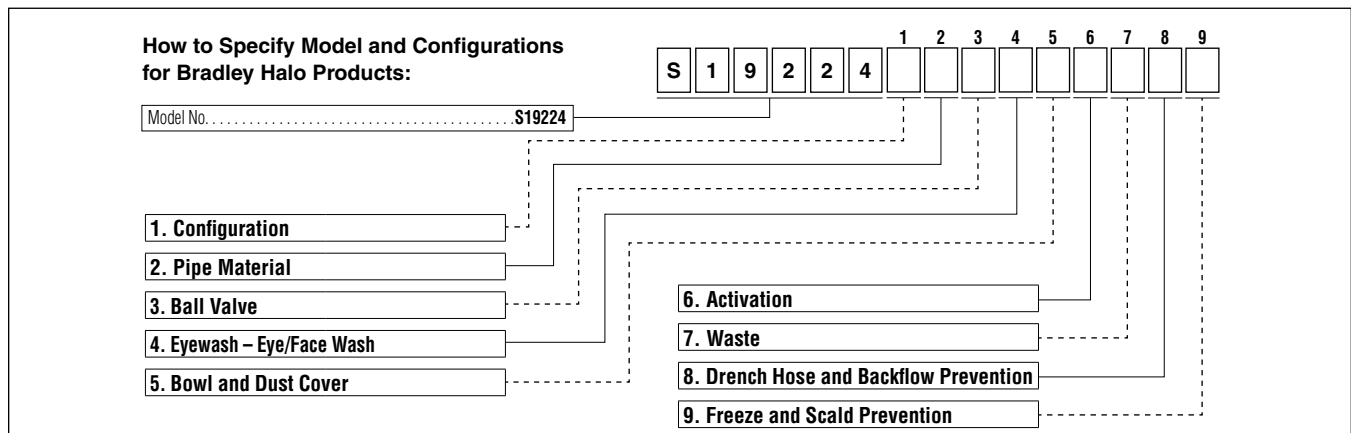 How to Specify Model and Configurations
for Bradley Halo Products:
1 2 3 4 5 6 7 8 9
S 1 9 2 2 4
Model No. . . . . . . . . . . . . . . . . . . . . . . . . . . . . . . . . . . . . . . . . S19224
1. Configuration
2. Pipe Material
3. Ball Valve
4. Eyewash – Eye/Face Wash
5. Bowl and Dust Cover
6. Activation
7. Waste
8. Drench Hose and Backflow Prevention
9. Freeze and Scald Prevention